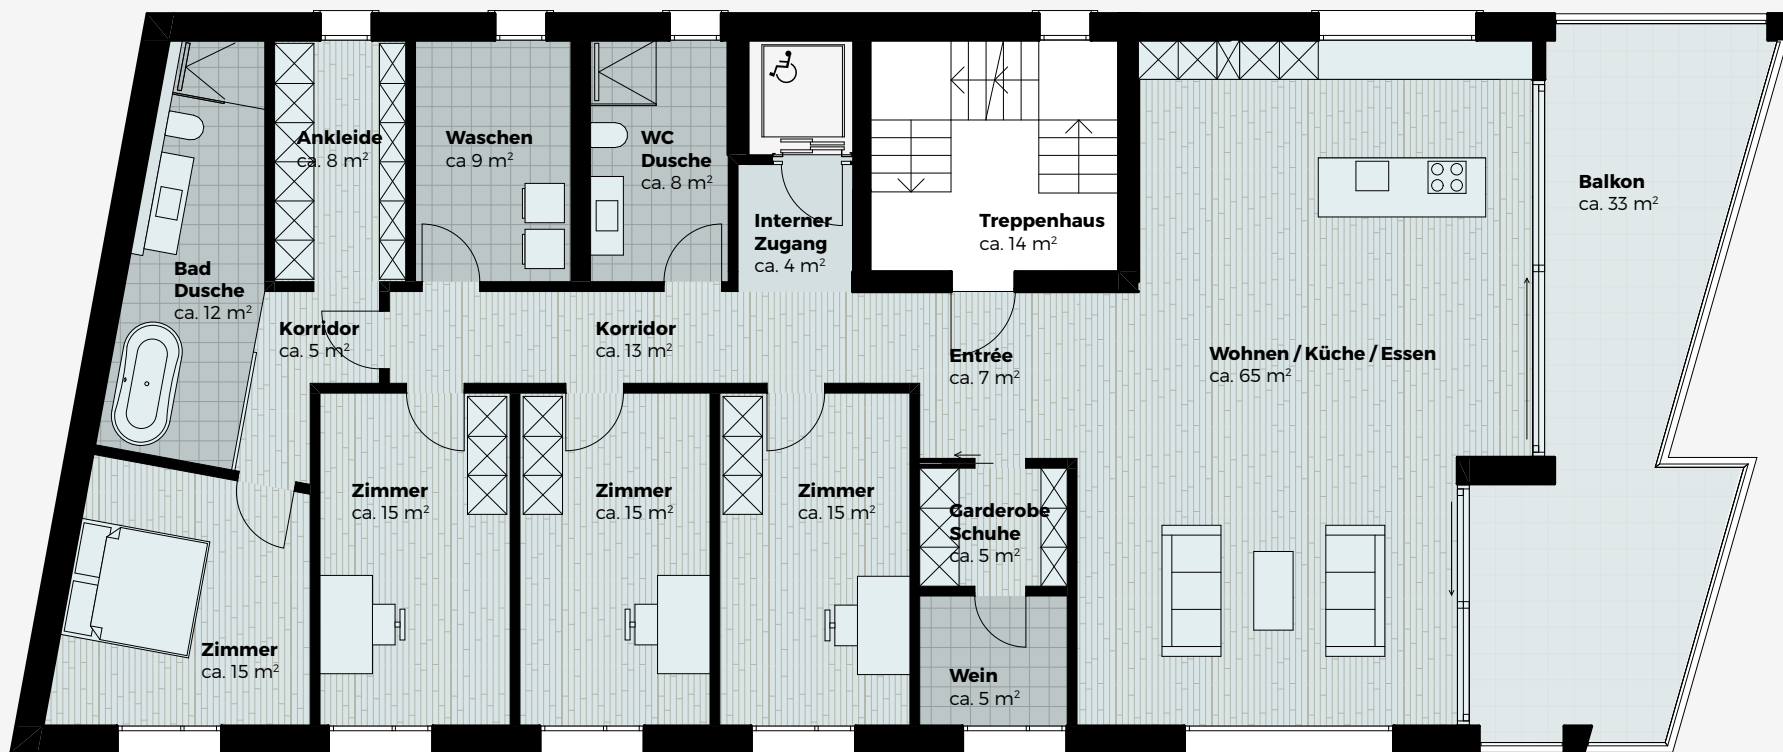 Ankleide
ca. 8 m²
Waschen
ca 9 m²
WC
Dusche
ca. 8 m²
Interner
Zugang
ca. 4 m²
Treppenhaus
ca. 14 m²
Balkon
ca. 33 m²
Bad
Dusche
ca. 12 m²
Korridor
ca. 5 m²
Korridor
ca. 13 m²
Entrée
ca. 7 m²
Wohnen / Küche / Essen
ca. 65 m²
Zimmer
ca. 15 m²
Zimmer
ca. 15 m²
Zimmer
ca. 15 m²
Garderobe
Schuhe
ca. 5 m²
Zimmer
ca. 15 m²
Wein
ca. 5 m²